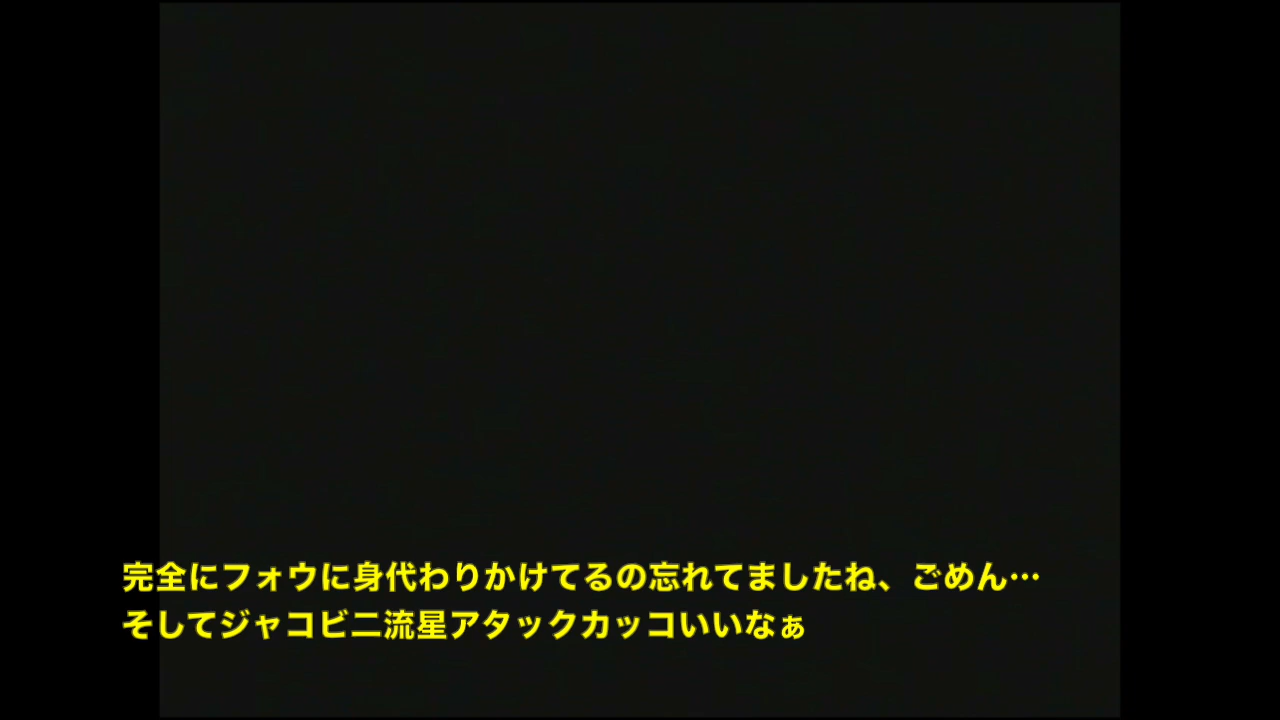 完全にフォウに身代わりかけてるの忘れてましたね、ごめん…
そしてジャコビ二流星アタックカッコいいなぁ